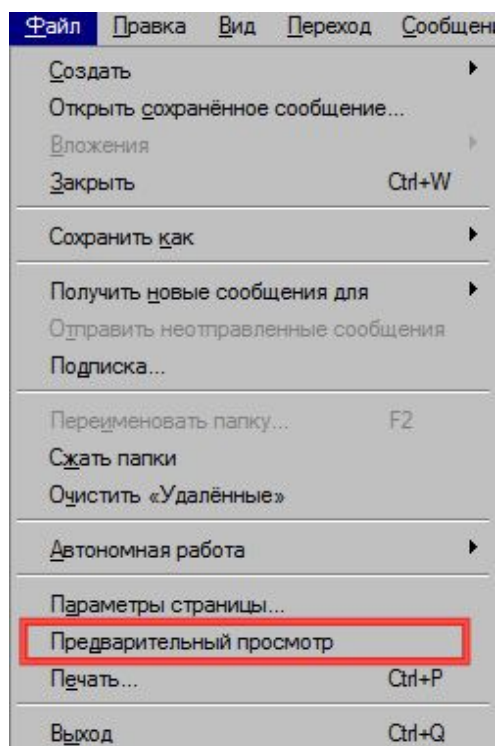 Файл Правка Вид Переход Сообщени
Создать
Открыть сохранённое сообщение...
Вложения
Закрыть Ctrl+W
Сохранить как
Получить новые сообщения для
Отправить неотправленные сообщения
Подписка...
Переименовать папку... F2
Сжать папки
Очистить «Удалённые»
Автономная работа
Параметры страницы...
Предварительный просмотр
Печать... Ctrl+P
Выход Ctrl+Q